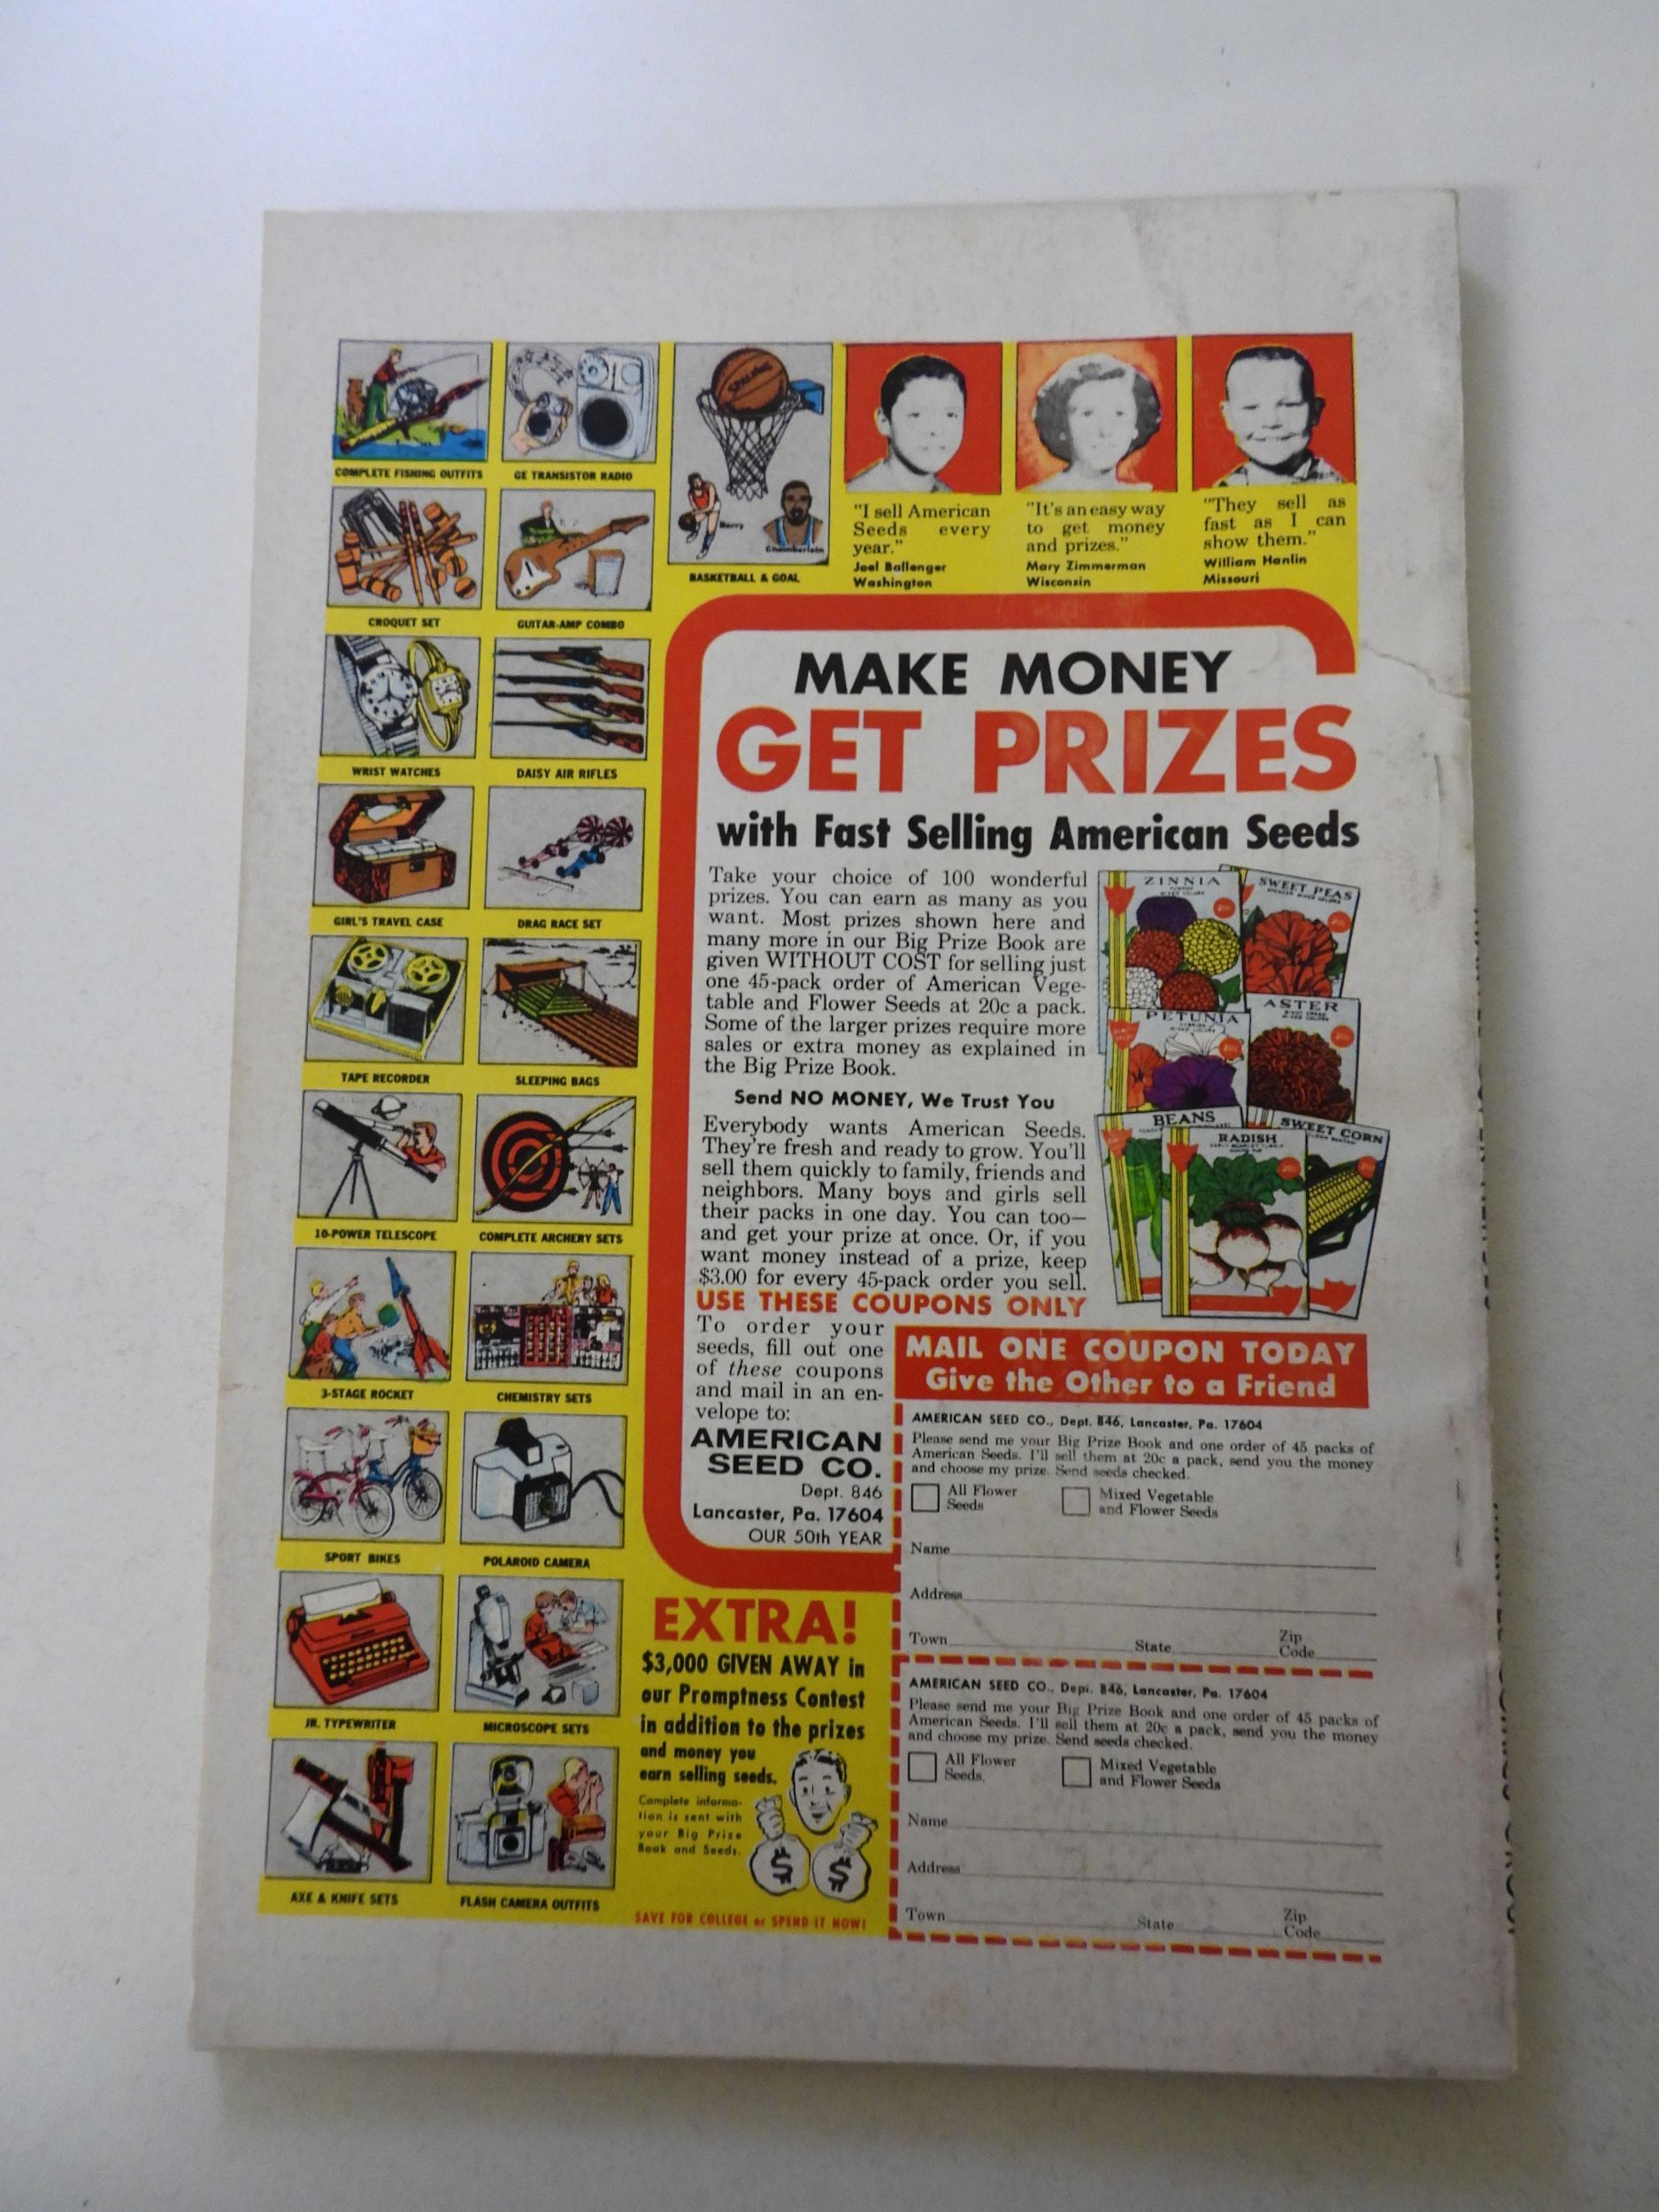 COMPLETE FISHING OUTFITS
GE TRANSISTOR RADIO
SPALDING
Barry
Chamberlain
BASKETBALL & GOAL
CROQUET SET
GUITAR-AMP COMBO
WRIST WATCHES
DAISY AIR RIFLES
GIRL'S TRAVEL CASE
DRAG RACE SET
TAPE RECORDER
SLEEPING BAGS
10-POWER TELESCOPE
COMPLETE ARCHERY SETS
3-STAGE ROCKET
CHEMISTRY SETS
SPORT BIKES
POLAROID CAMERA
JR. TYPEWRITER
MICROSCOPE SETS
AXE & KNIFE SETS
FLASH CAMERA OUTFITS
"I sell American
Seeds every
year."
Joel Ballenger
Washington
"It's an easy way
to get money
and prizes."
Mary Zimmerman
Wisconsin
"They sell as
fast as I can
show them."
William Hanlin
Missouri
MAKE MONEY
GET PRIZES
with Fast Selling American Seeds
Take your choice of 100 wonderful
prizes. You can earn as many as you
want. Most prizes shown here and
many more in our Big Prize Book are
given WITHOUT COST for selling just
one 45-pack order of American Vege-
table and Flower Seeds at 20c a pack.
Some of the larger prizes require more
sales or extra money as explained in
the Big Prize Book.
Send NO MONEY, We Trust You
Everybody wants American Seeds.
They're fresh and ready to grow. You'll
sell them quickly to family, friends and
neighbors. Many boys and girls sell
their packs in one day. You can too—
and get your prize at once. Or, if you
want money instead of a prize, keep
$3.00 for every 45-pack order you sell.
USE THESE COUPONS ONLY
To order your
seeds, fill out one
of these coupons
and mail in an en-
velope to:
AMERICAN
SEED CO.
Dept. 846
Lancaster, Pa. 17604
OUR 50th YEAR
ZINNIA
SWEET PEAS
PETUNIA
ASTER
BEANS
RADISH
SWEET CORN
MAIL ONE COUPON TODAY
Give the Other to a Friend
AMERICAN SEED CO., Dept. 846, Lancaster, Pa. 17604
Please send me your Big Prize Book and one order of 45 packs of
American Seeds. I'll sell them at 20c a pack, send you the money
and choose my prize. Send seeds checked.
All Flower
Seeds
Mixed Vegetable
and Flower Seeds
Name
Address
Town State Zip
Code
AMERICAN SEED CO., Dept. 846, Lancaster, Pa. 17604
Please send me your Big Prize Book and one order of 45 packs of
American Seeds. I'll sell them at 20c a pack, send you the money
and choose my prize. Send seeds checked.
All Flower
Seeds
Mixed Vegetable
and Flower Seeds
Name
Address
Town State Zip
Code
EXTRA!
$3,000 GIVEN AWAY in
our Promptness Contest
in addition to the prizes
and money you
earn selling seeds.
Complete informa-
tion is sent with
your Big Prize
Book and Seeds.
$ $
SAVE FOR COLLEGE or SPEND IT NOW!